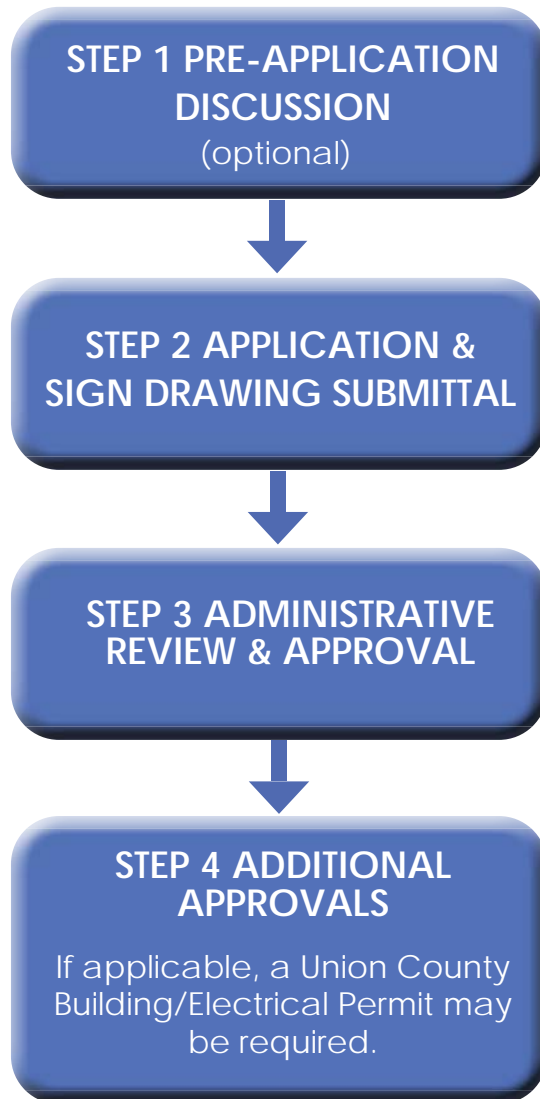 STEP 1 PRE-APPLICATION
DISCUSSION
(optional)
STEP 2 APPLICATION &
SIGN DRAWING SUBMITTAL
STEP 3 ADMINISTRATIVE
REVIEW & APPROVAL
STEP 4 ADDITIONAL
APPROVALS
If applicable, a Union County
Building/Electrical Permit may
be required.